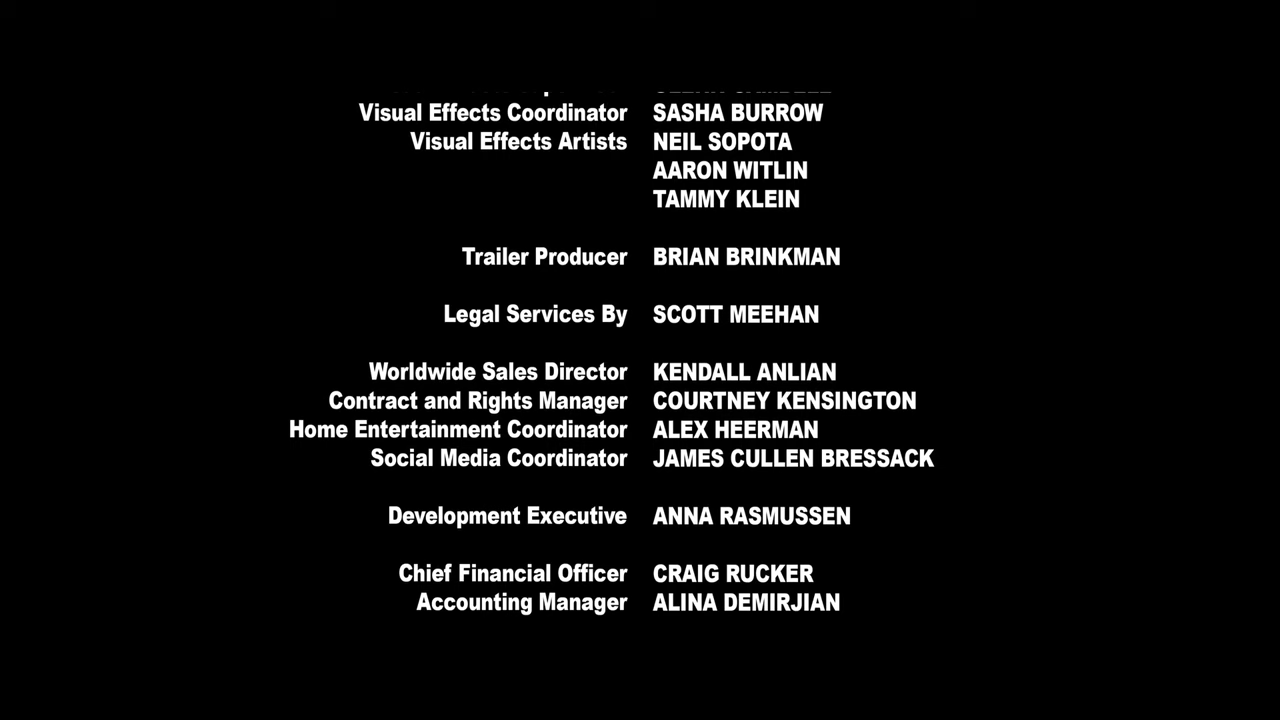 Visual Effects Coordinator SASHA BURROW
Visual Effects Artists NEIL SOPOTA
AARON WITLIN
TAMMY KLEIN
Trailer Producer BRIAN BRINKMAN
Legal Services By SCOTT MEEHAN
Worldwide Sales Director KENDALL ANLIAN
Contract and Rights Manager COURTNEY KENSINGTON
Home Entertainment Coordinator ALEX HEERMAN
Social Media Coordinator JAMES CULLEN BRESSACK
Development Executive ANNA RASMUSSEN
Chief Financial Officer CRAIG RUCKER
Accounting Manager ALINA DEMIRJIAN